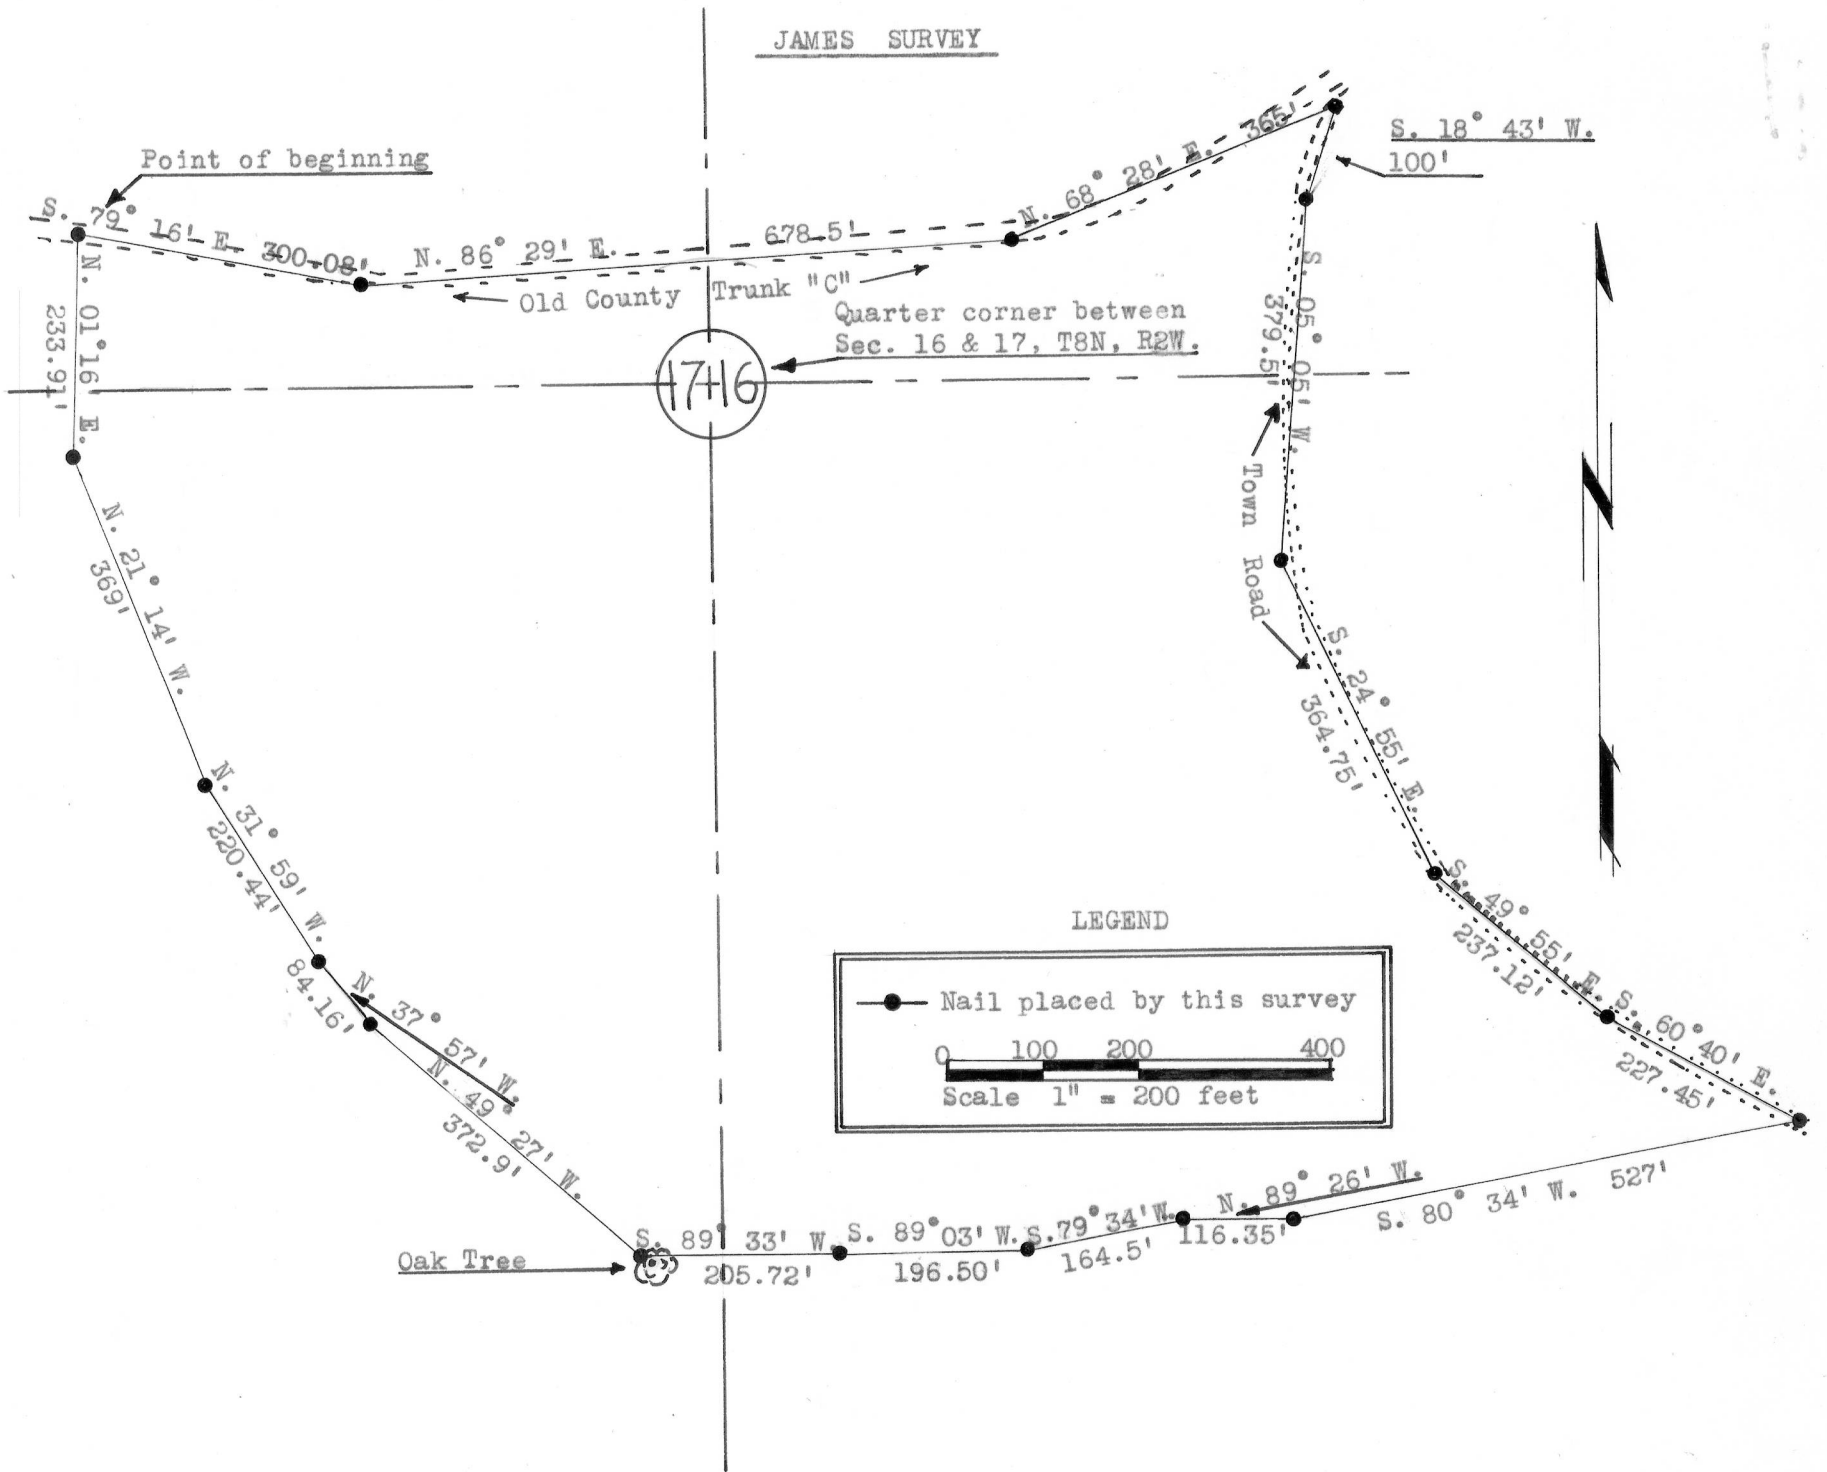 JAMES SURVEY
Point of beginning
S. 79° 16' E. 300.08'
N. 86° 29' E. 678.5'
N. 68° 28' E. 365'
S. 18° 43' W.
100'
Old County Trunk "C"
Quarter corner between
Sec. 16 & 17, T8N, R2W.
17 16
S. 05° 05' W.
379.5'
Town Road
S. 24° 55' E.
364.75'
S. 49° 55' E.
237.12'
S. 60° 40' E.
227.45'
S. 80° 34' W. 527'
N. 89° 26' W.
116.35'
S. 79° 34' W.
164.5'
S. 89° 03' W.
196.50'
S. 89° 33' W.
205.72'
Oak Tree
N. 49° 27' W.
372.9'
N. 37° 57' W.
84.16'
N. 31° 59' W.
220.44'
N. 21° 14' W.
369'
N. 01° 16' E.
233.91'
N
LEGEND
Nail placed by this survey
0 100 200 400
Scale 1" = 200 feet